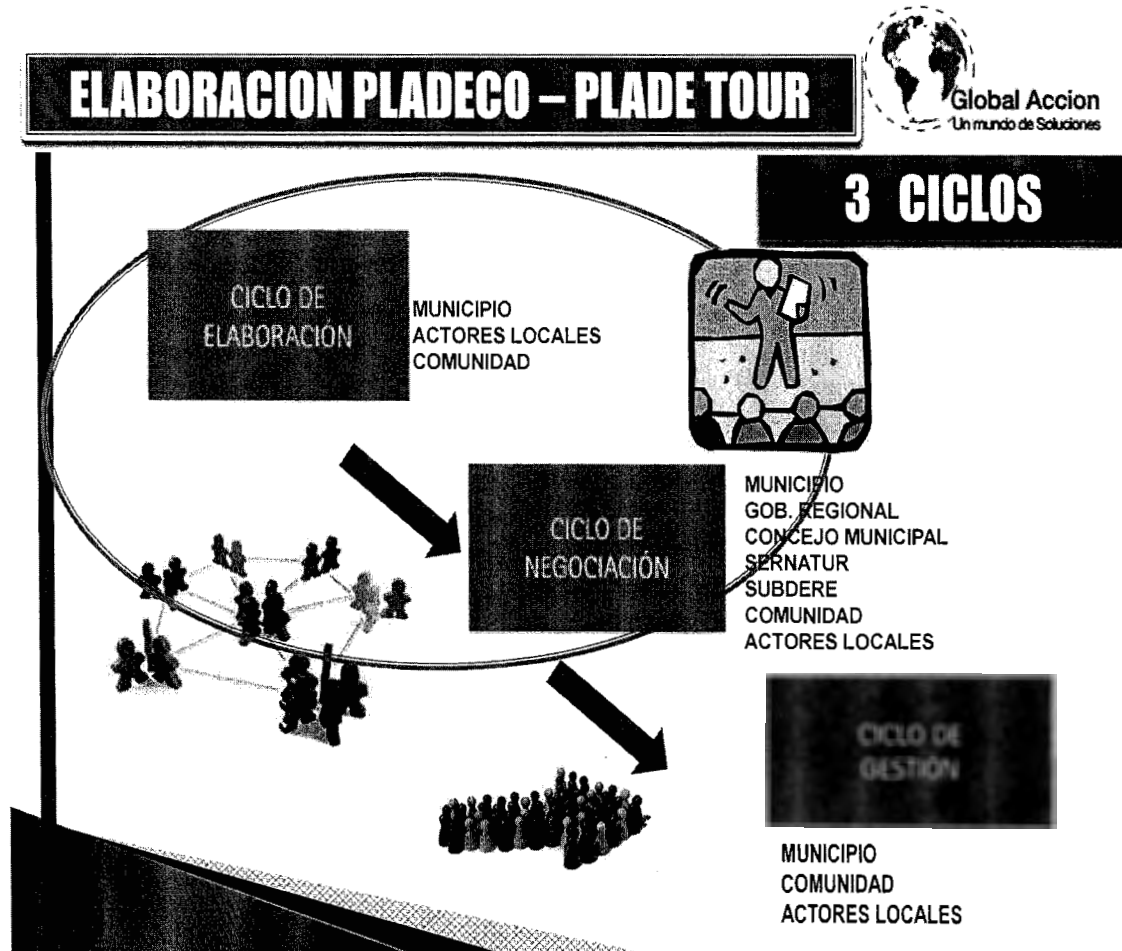 ELABORACION PLADECO – PLADE TOUR
Global Accion
Un mundo de Soluciones
3 CICLOS
CICLO DE
ELABORACIÓN
MUNICIPIO
ACTORES LOCALES
COMUNIDAD
CICLO DE
NEGOCIACIÓN
MUNICIPIO
GOB. REGIONAL
CONCEJO MUNICIPAL
SERNATUR
SUBDERE
COMUNIDAD
ACTORES LOCALES
CICLO DE
GESTIÓN
MUNICIPIO
COMUNIDAD
ACTORES LOCALES